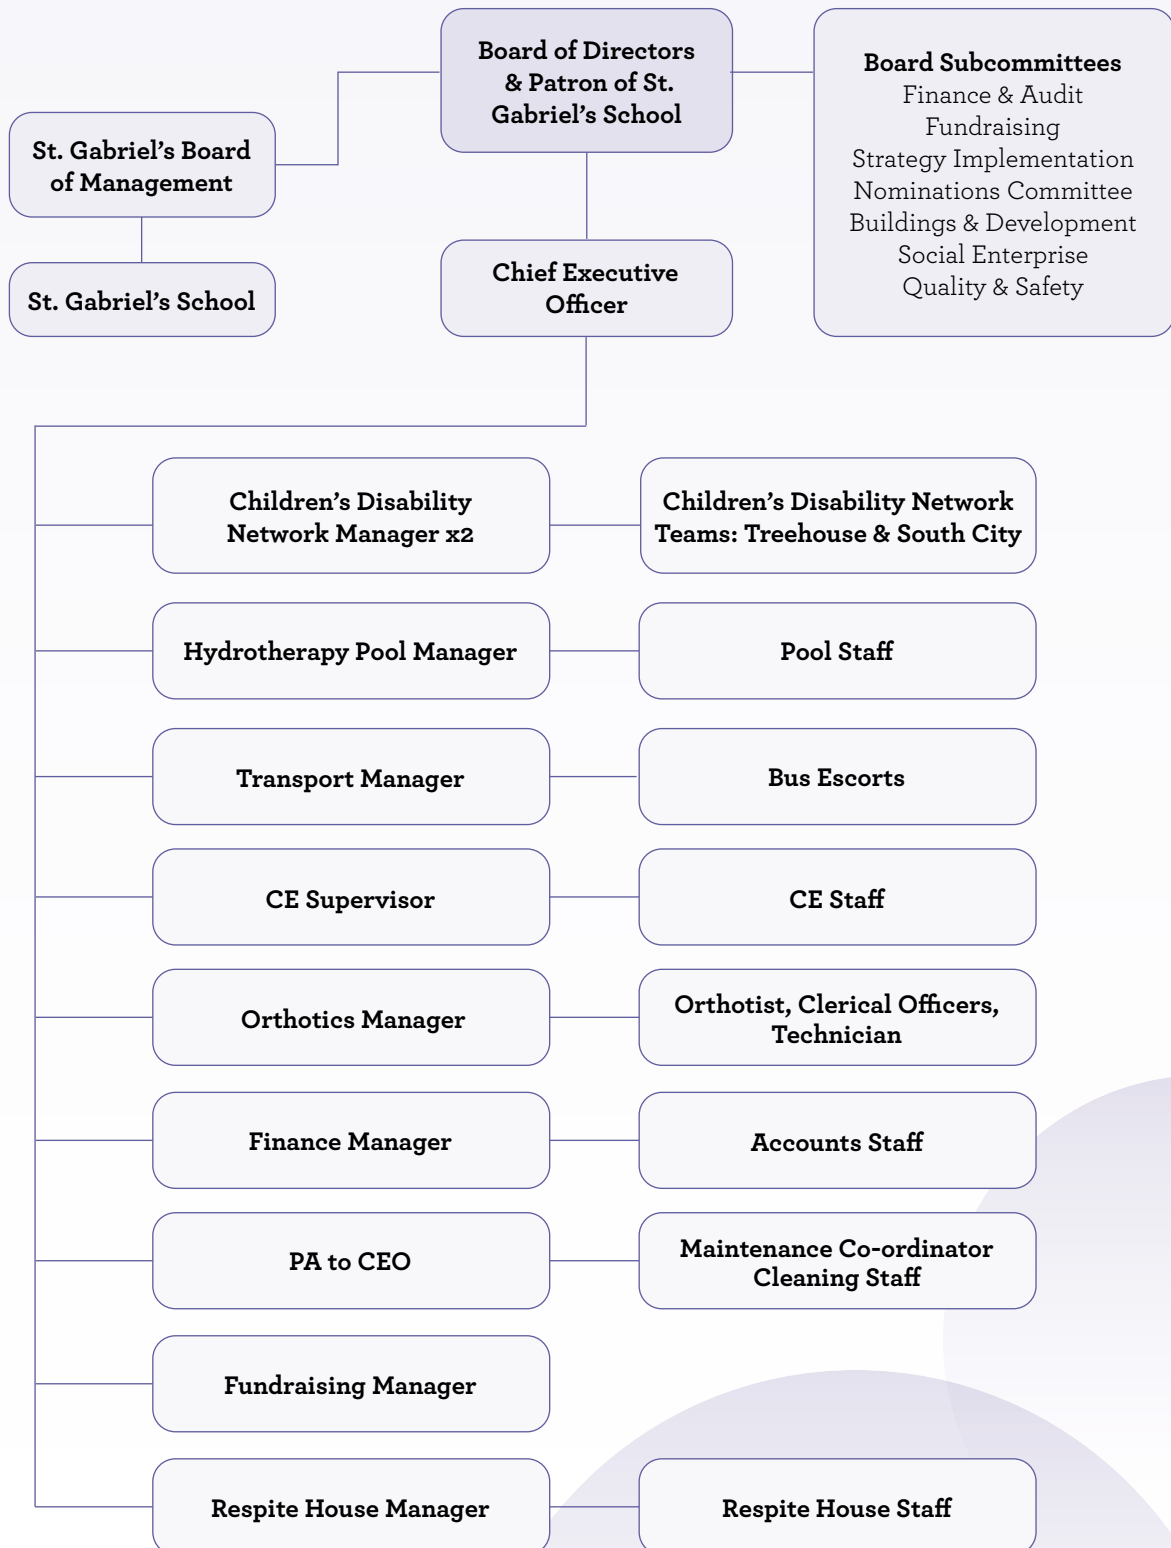 Board of Directors
& Patron of St.
Gabriel's School
Board Subcommittees
Finance & Audit
Fundraising
Strategy Implementation
Nominations Committee
Buildings & Development
Social Enterprise
Quality & Safety
St. Gabriel's Board
of Management
St. Gabriel's School
Chief Executive
Officer
Children's Disability
Network Manager x2
Children's Disability Network
Teams: Treehouse & South City
Hydrotherapy Pool Manager
Pool Staff
Transport Manager
Bus Escorts
CE Supervisor
CE Staff
Orthotics Manager
Orthotist, Clerical Officers,
Technician
Finance Manager
Accounts Staff
PA to CEO
Maintenance Co-ordinator
Cleaning Staff
Fundraising Manager
Respite House Manager
Respite House Staff